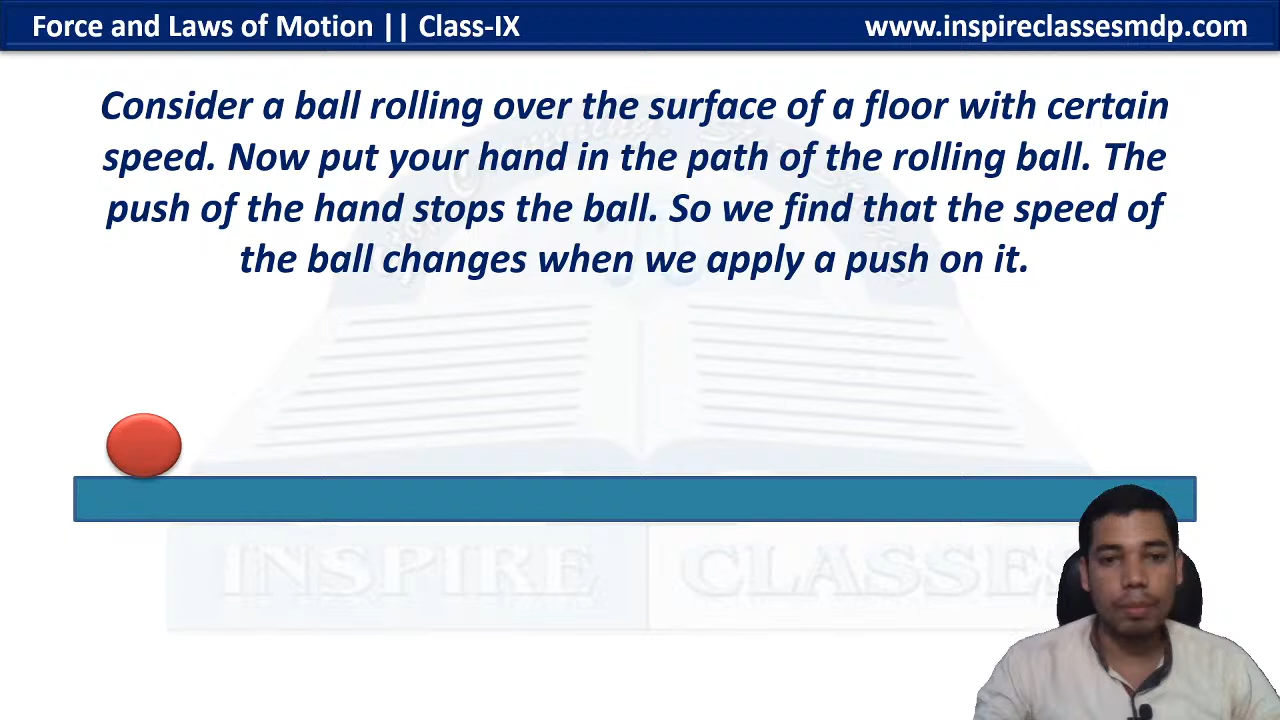 Force and Laws of Motion || Class-IX
www.inspireclassesmdp.com
Consider a ball rolling over the surface of a floor with certain
speed. Now put your hand in the path of the rolling ball. The
push of the hand stops the ball. So we find that the speed of
the ball changes when we apply a push on it.
INSPIRE CLASSES